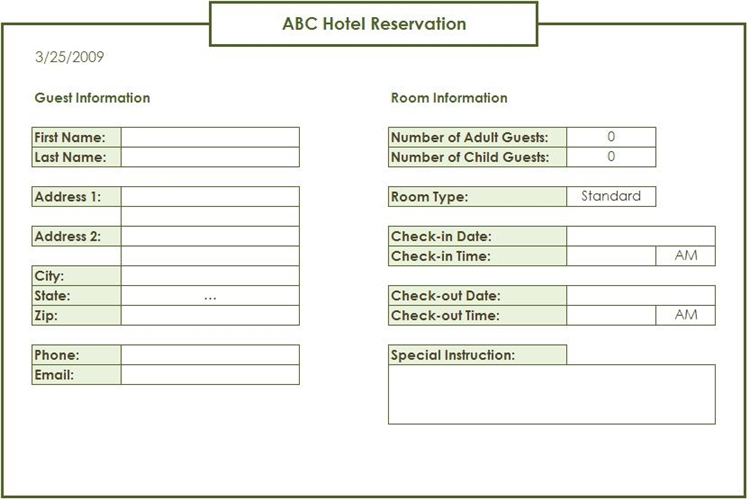 ABC Hotel Reservation
3/25/2009
Guest Information
First Name:
Last Name:
Address 1:
Address 2:
City:
State: ...
Zip:
Phone:
Email:
Room Information
Number of Adult Guests: 0
Number of Child Guests: 0
Room Type: Standard
Check-in Date:
Check-in Time: AM
Check-out Date:
Check-out Time: AM
Special Instruction: